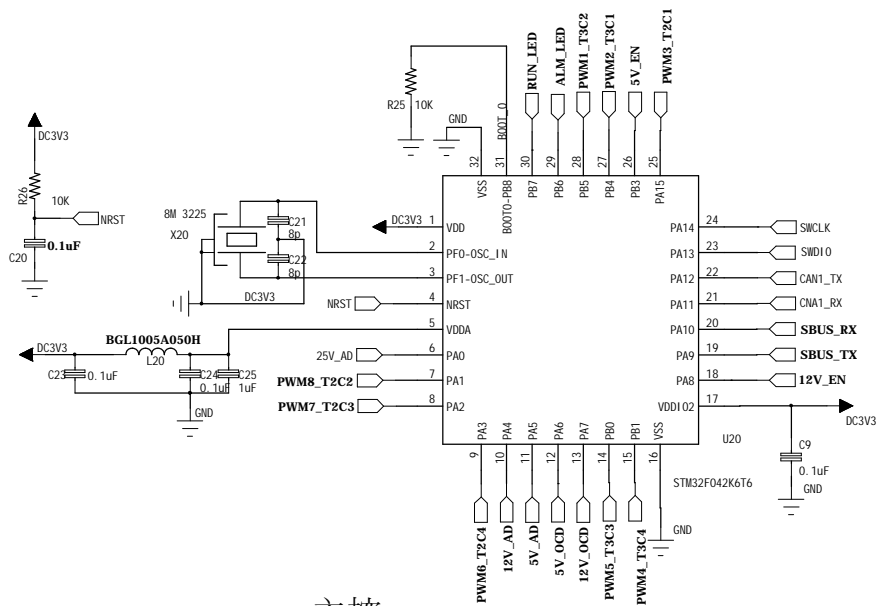 RUN_LED
ALM_LED
PWM1_T3C2
PWM2_T3C1
5V_EN
PWM3_T2C1
R25 10K
BOOT_0
GND
32
31
30
29
28
27
26
25
VSS
BOOTO-PB8
PB7
PB6
PB5
PB4
PB3
PA15
DC3V3
R26
10K
NRST
C20
0.1uF
8M 3225
X20
C21
8p
C22
8p
DC3V3
DC3V3
NRST
1 VDD
2 PF0-OSC_IN
3 PF1-OSC_OUT
4 NRST
5 VDDA
6 PA0
7 PA1
8 PA2
25V_AD
PWM8_T2C2
PWM7_T2C3
BGL1005A050H
DC3V3
L20
C23 0.1uF
C24 0.1uF
C25 1uF
GND
PA14 24 SWCLK
PA13 23 SWDIO
PA12 22 CAN1_TX
PA11 21 CNA1_RX
PA10 20 SBUS_RX
PA9 19 SBUS_TX
PA8 18 12V_EN
VDDIO2 17
DC3V3
C9
0.1uF
GND
U20
STM32F042K6T6
PA3
PA4
PA5
PA6
PA7
PB0
PB1
VSS
9
10
11
12
13
14
15
16
PWM6_T2C4
12V_AD
5V_AD
5V_OCD
12V_OCD
PWM5_T3C3
PWM4_T3C4
GND